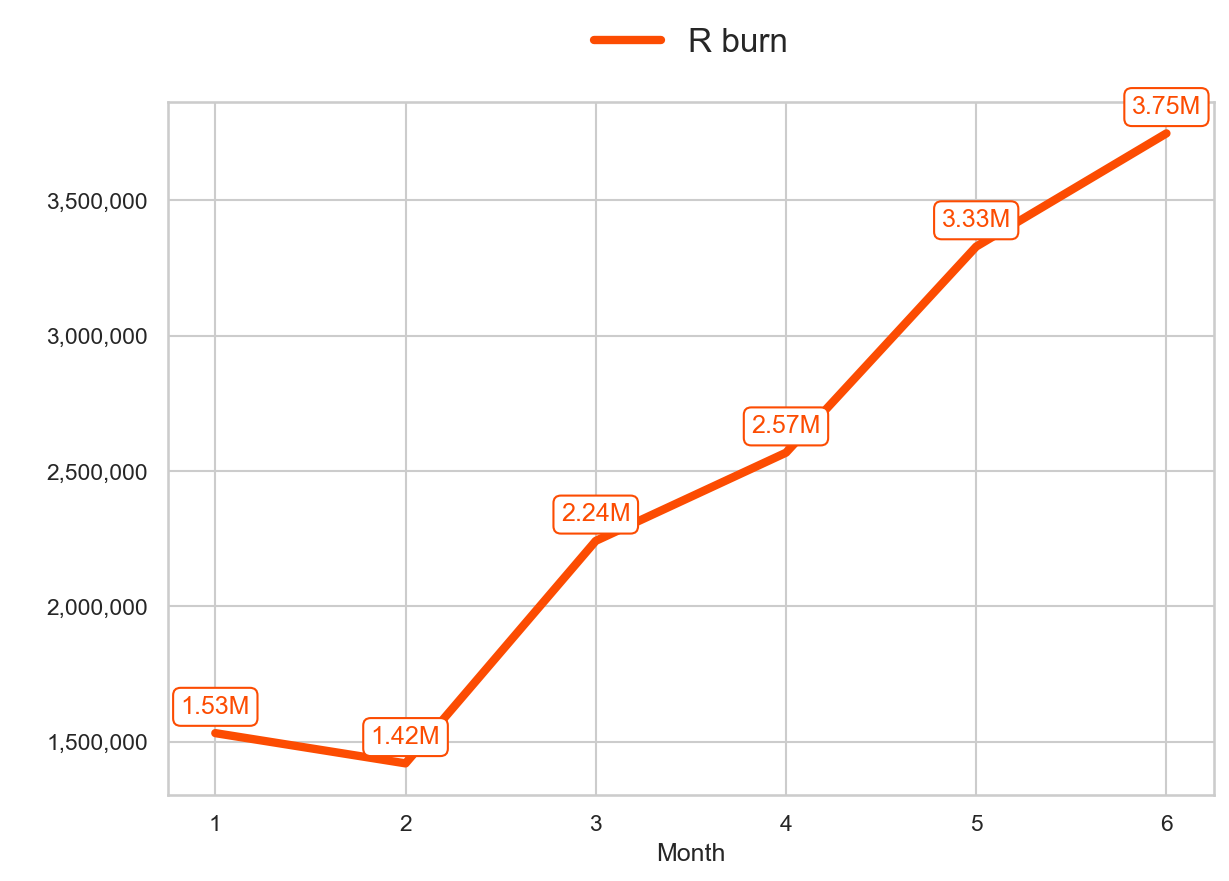 R burn
3.75M
3,500,000
3.33M
3,000,000
2.57M
2,500,000
2.24M
2,000,000
1.53M
1.42M
1,500,000
1 2 3 4 5 6
Month